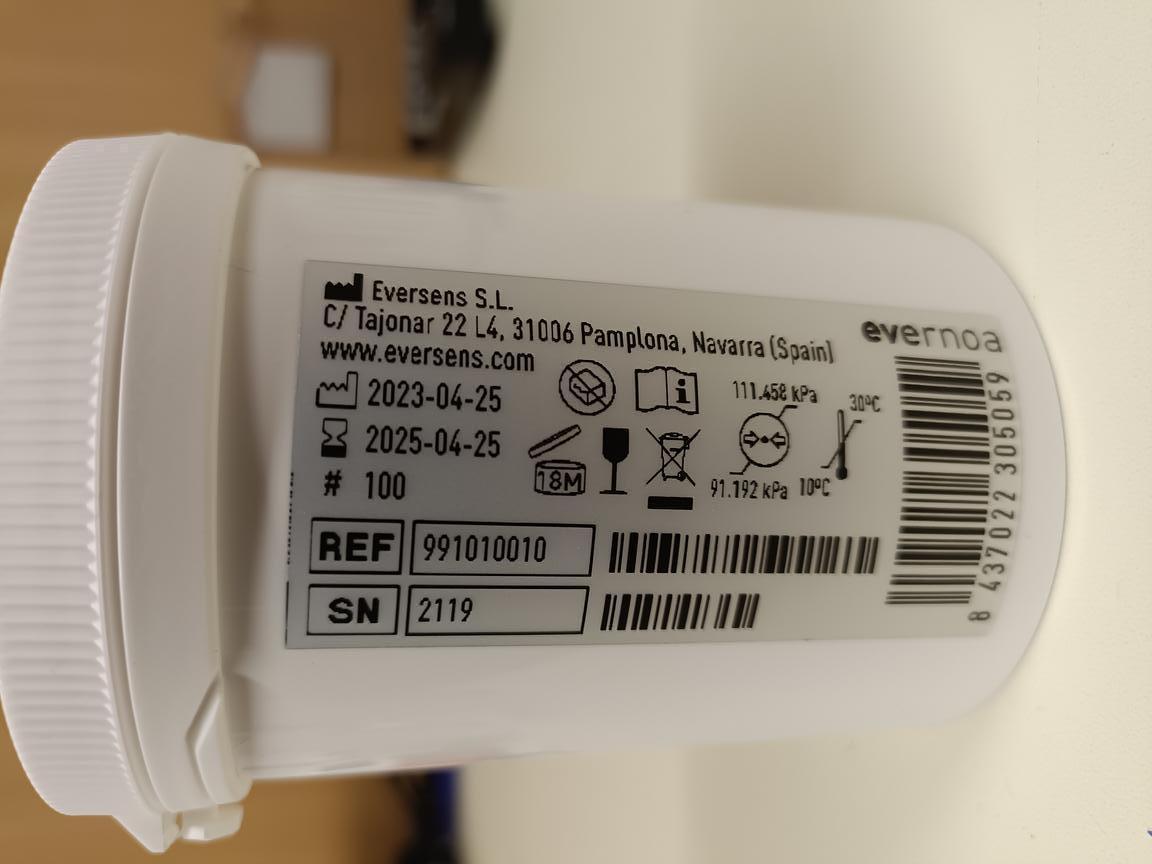 Eversens S.L.
C/ Tajonar 22 L4, 31006 Pamplona, Navarra (Spain)
www.eversens.com
2023-04-25
2025-04-25
# 100
18M
111.458 kPa
91.192 kPa
30ºC
10ºC
REF 991010010
SN 2119
evernoa
8 437022 305059